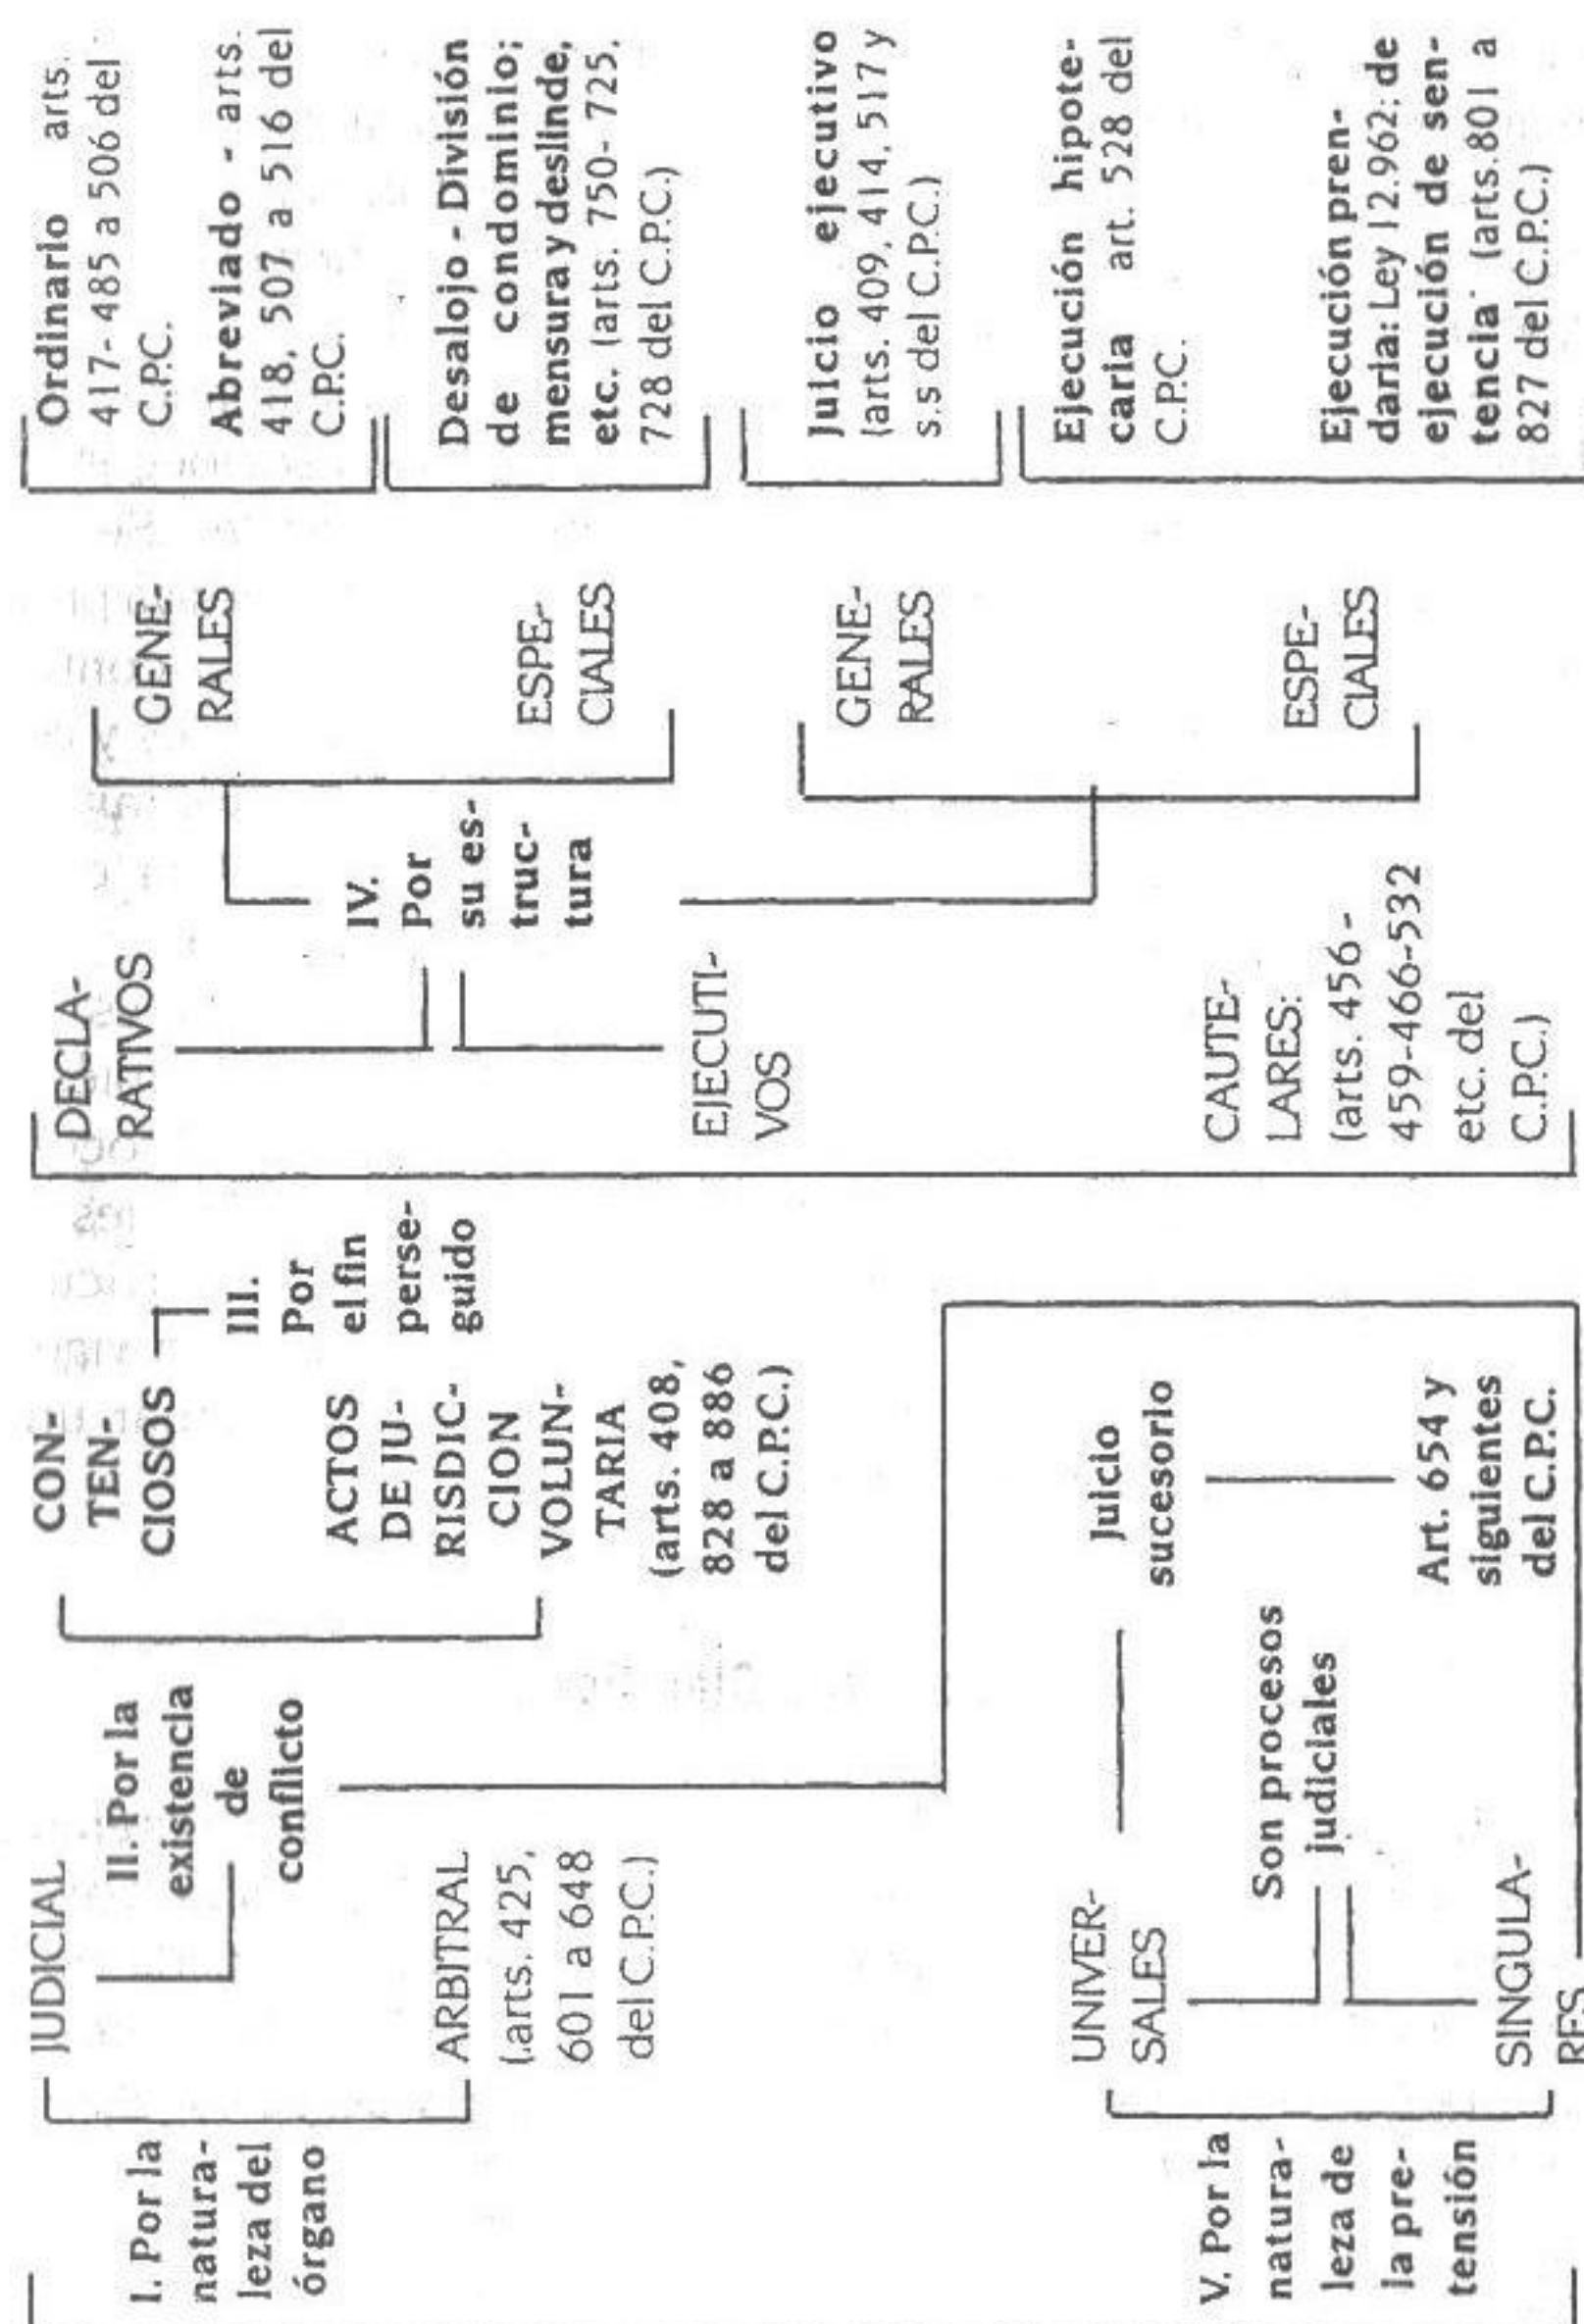 I. Por la
natura-
leza del
órgano
JUDICIAL
II. Por la
existencia
de
conflicto
ARBITRAL
(.arts. 425,
601 a 648
del C.P.C.)
CON-
TEN-
CIOSOS
III.
Por
el fin
perse-
guido
ACTOS
DE JU-
RISDIC-
CION
VOLUN-
TARIA
(arts. 408,
828 a 886
del C.P.C.)
DECLA-
RATIVOS
IV.
Por
su es-
truc-
tura
EJECUTI-
VOS
CAUTE-
LARES:
(arts. 456 -
459-466-532
etc. del
C.P.C.)
GENE-
RALES
ESPE-
CIALES
GENE-
RALES
ESPE-
CIALES
Ordinario arts.
417- 485 a 506 del
C.P.C.
Abreviado - arts.
418, 507 a 516 del
C.P.C.
Desalojo - División
de condominio;
mensura y deslinde,
etc. (arts. 750- 725,
728 del C.P.C.)
Juicio ejecutivo
(arts. 409, 414, 517 y
s.s del C.P.C.)
Ejecución hipote-
caria art. 528 del
C.P.C.
Ejecución pren-
daria: Ley 12.962; de
ejecución de sen-
tencia (arts.801 a
827 del C.P.C.)
V. Por la
natura-
leza de
la pre-
tensión
UNIVER-
SALES
Son procesos
judiciales
SINGULA-
RES
Juicio
sucesorio
Art. 654 y
siguientes
del C.P.C.